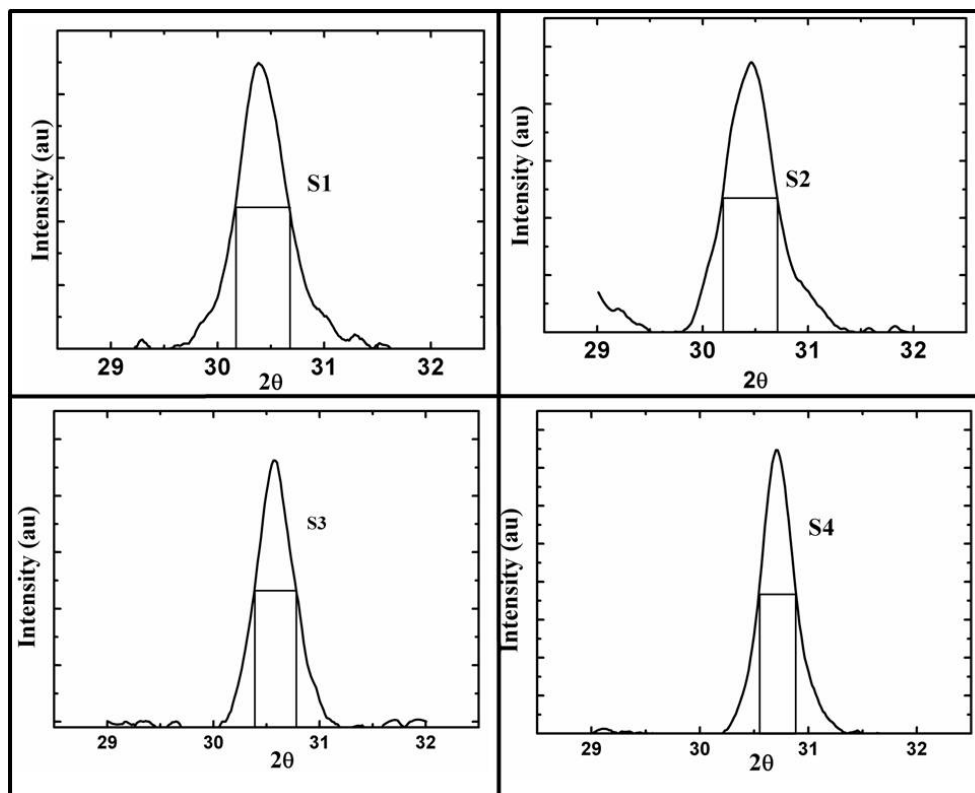 Intensity (au)
S1
29 30 31 32
2θ
Intensity (au)
S2
29 30 31 32
2θ
Intensity (au)
S3
29 30 31 32
2θ
Intensity (au)
S4
29 30 31 32
2θ